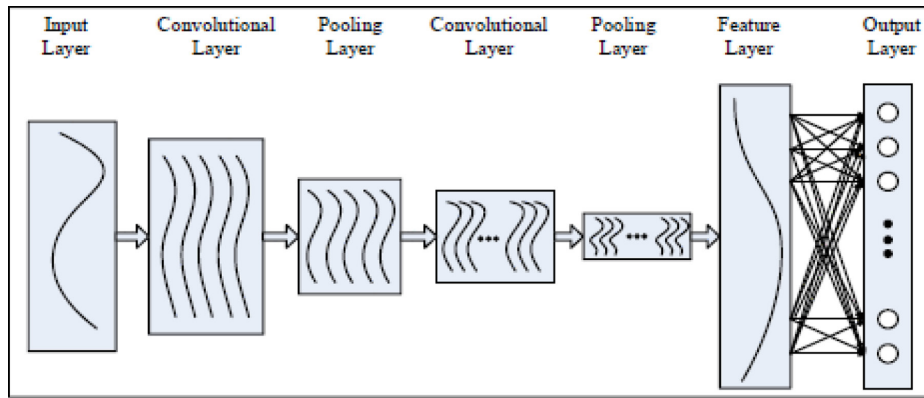 Input
Layer
Convolutional
Layer
Pooling
Layer
Convolutional
Layer
Pooling
Layer
Feature
Layer
Output
Layer